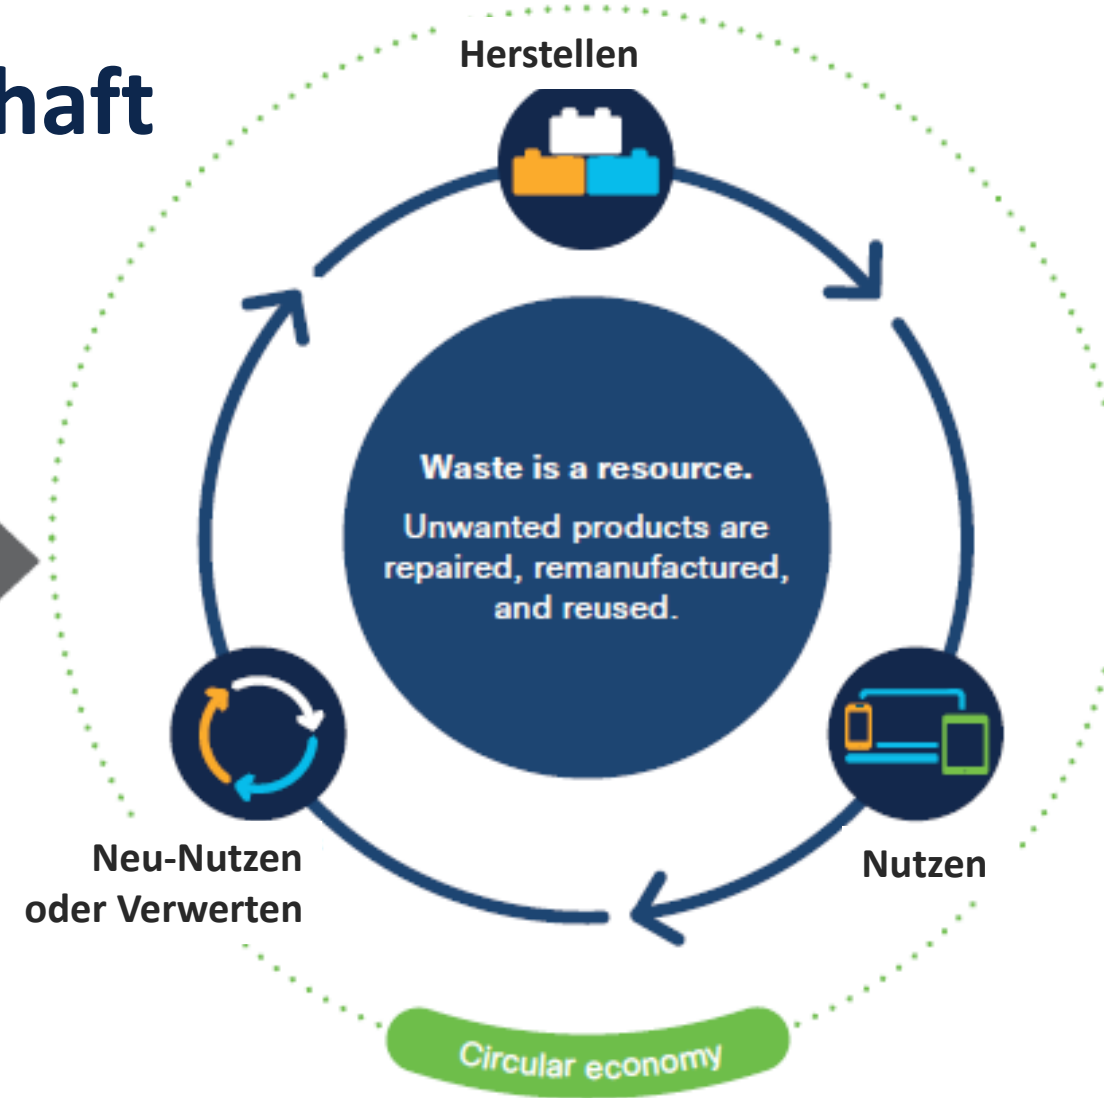 haft
Herstellen
Waste is a resource.
Unwanted products are
repaired, remanufactured,
and reused.
Neu-Nutzen
oder Verwerten
Nutzen
Circular economy